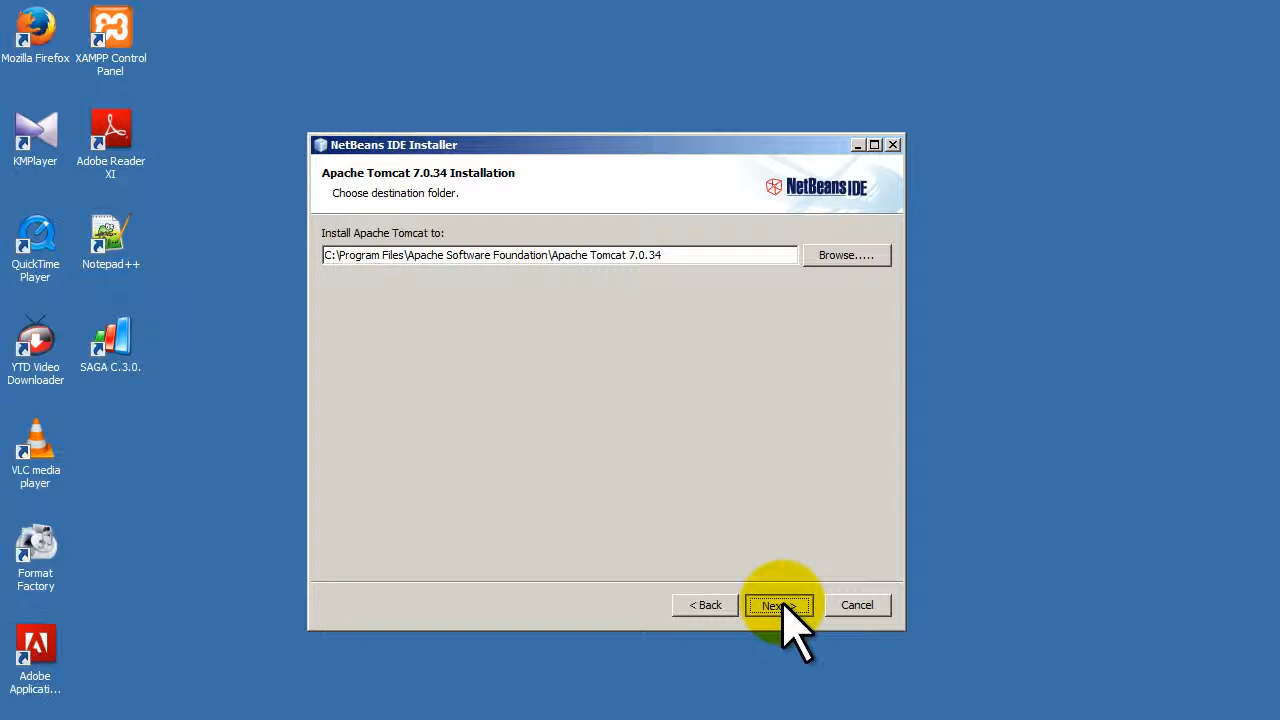 Mozilla Firefox
XAMPP Control
Panel
KMPlayer
Adobe Reader
XI
QuickTime
Player
Notepad++
YTD Video
Downloader
SAGA C.3.0.
VLC media
player
Format
Factory
Adobe
Applicati...
NetBeans IDE Installer
Apache Tomcat 7.0.34 Installation
Choose destination folder.
NetBeans IDE
Install Apache Tomcat to:
C:\Program Files\Apache Software Foundation\Apache Tomcat 7.0.34
Browse.....
< Back
Next >
Cancel